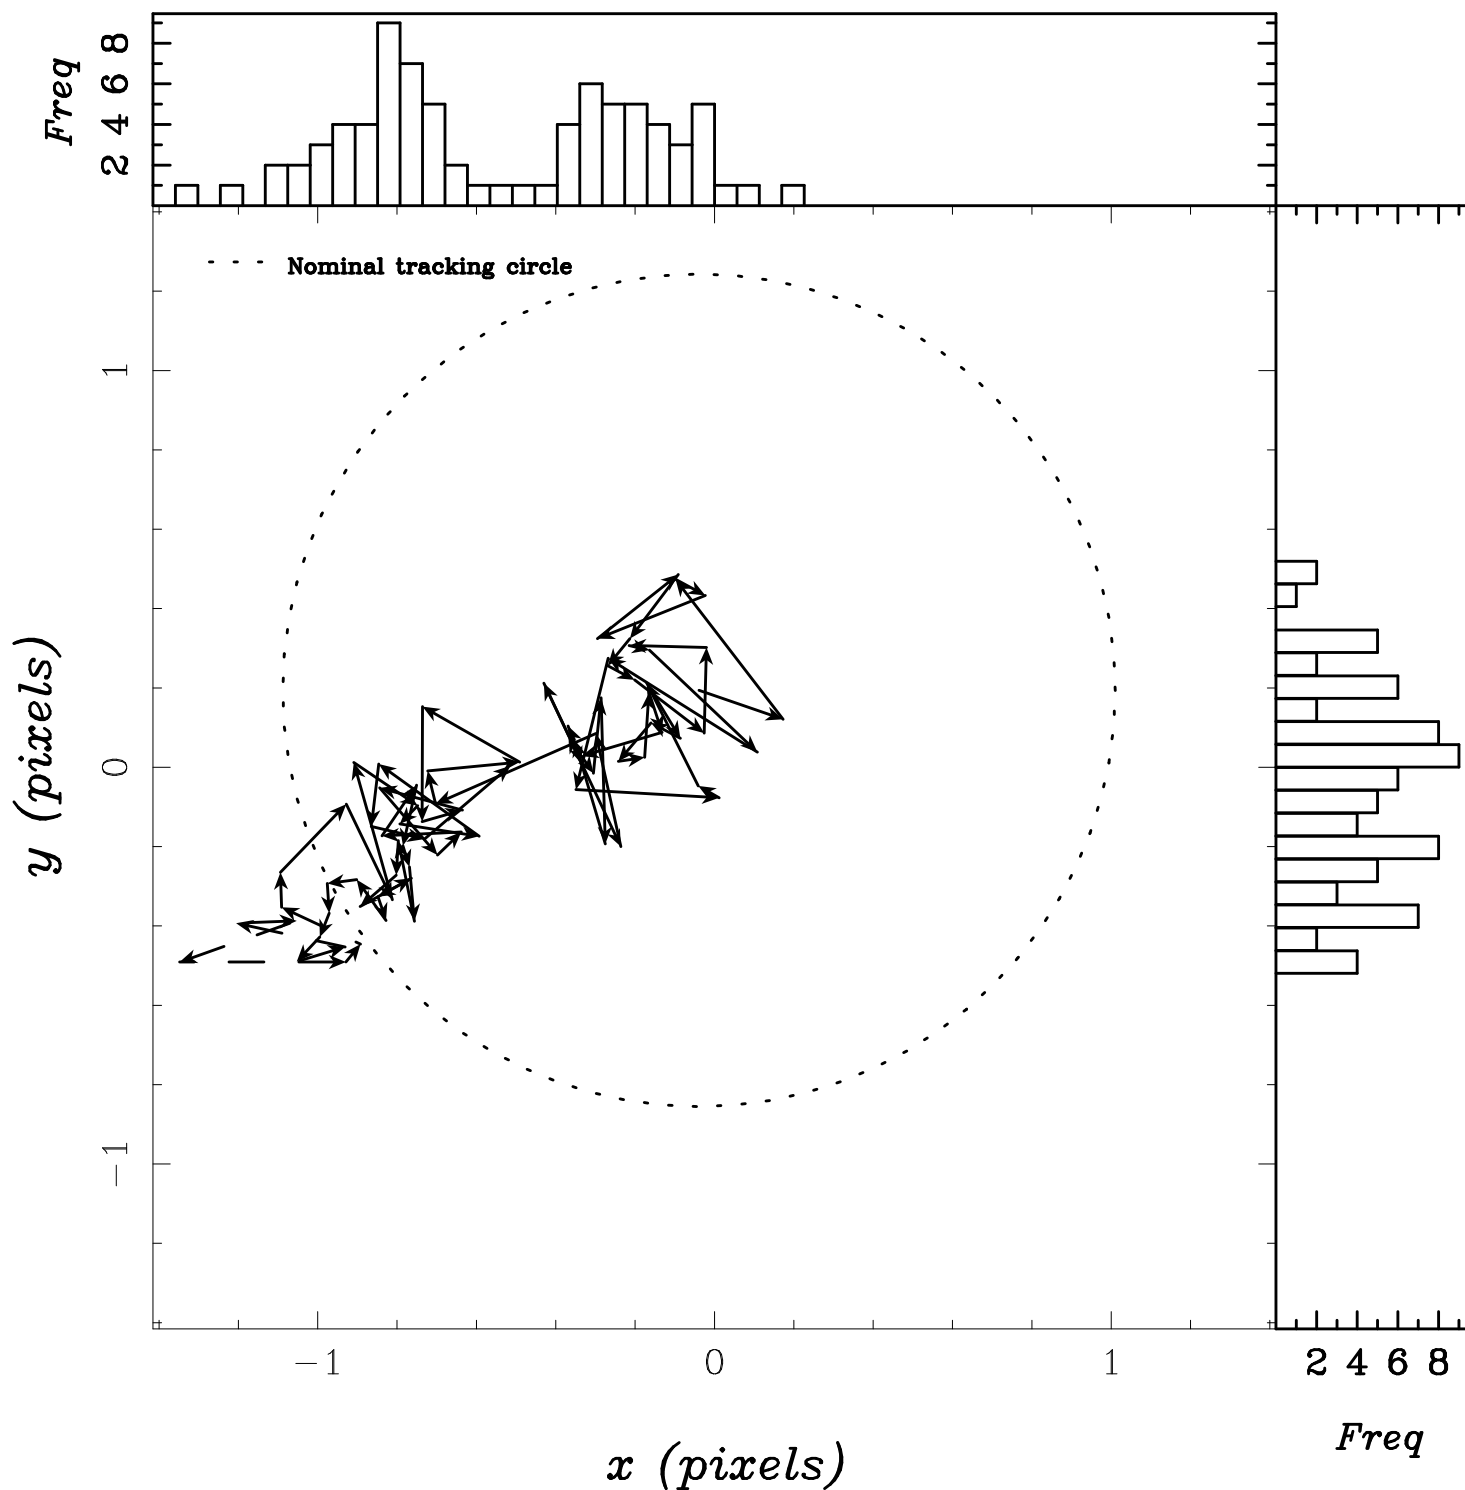 Freq
8
6
4
2
Nominal tracking circle
1
0
−1
y (pixels)
−1 0 1
2 4 6 8
x (pixels)
Freq